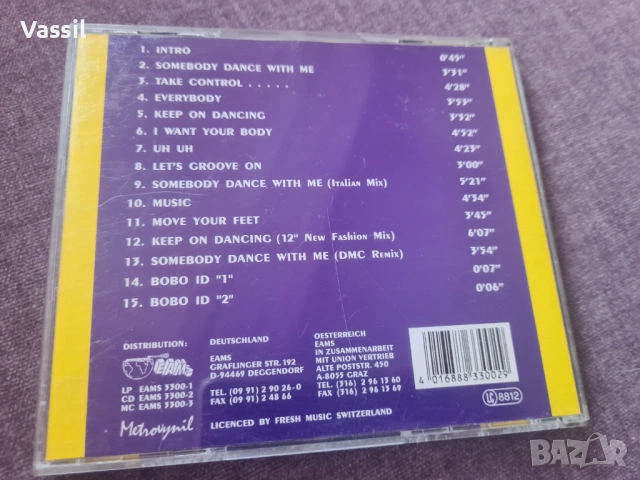 Vassil
1. INTRO 0'49"
2. SOMEBODY DANCE WITH ME 3'31"
3. TAKE CONTROL . . . . . 4'28"
4. EVERYBODY 3'53"
5. KEEP ON DANCING 3'52"
6. I WANT YOUR BODY 4'52"
7. UH UH 4'23"
8. LET'S GROOVE ON 3'00"
9. SOMEBODY DANCE WITH ME (Italian Mix) 5'21"
10. MUSIC 4'34"
11. MOVE YOUR FEET 3'45"
12. KEEP ON DANCING (12" New Fashion Mix) 6'07"
13. SOMEBODY DANCE WITH ME (DMC Remix) 3'54"
14. BOBO ID "1" 0'07"
15. BOBO ID "2" 0'06"
DISTRIBUTION:
EAMS
LP EAMS 3300-1
CD EAMS 3300-2
MC EAMS 3300-3
Metrovynil
DEUTSCHLAND
EAMS
GRAFLINGER STR. 192
D-94469 DEGGENDORF
TEL. (09 91) 2 90 26-0
FAX (09 91) 2 48 66
OESTERREICH
EAMS
IN ZUSAMMENARBEIT
MIT UNION VERTRIEB
ALTE POSTSTR. 450
A-8055 GRAZ
TEL. (316) 2 96 13 60
FAX (316) 2 96 13 69
LICENCED BY FRESH MUSIC SWITZERLAND
4 016888 330029
LC 8812
BAZAR